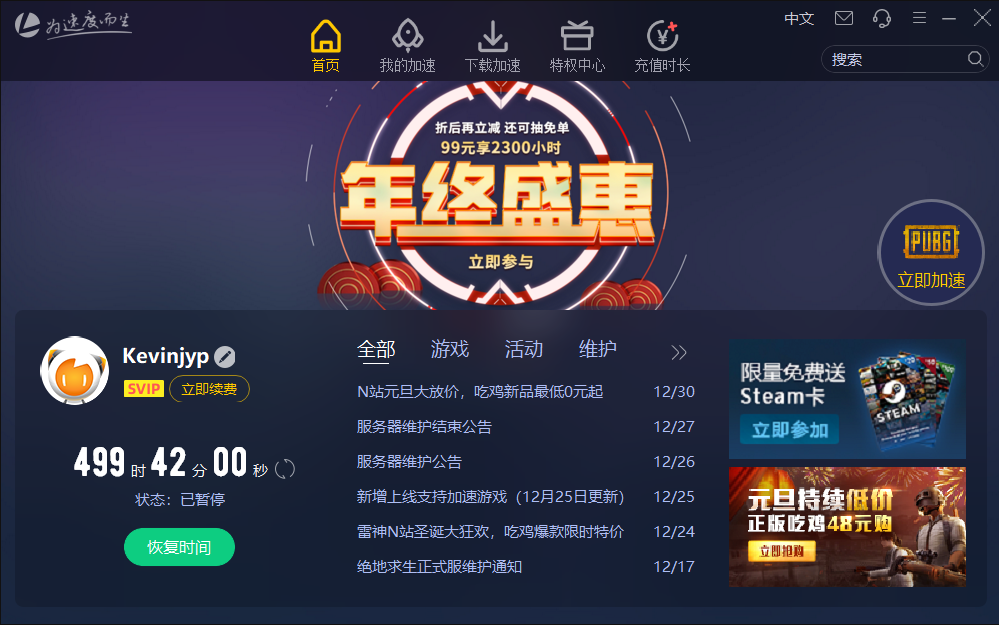 为速度而生
中文
首页
我的加速
下载加速
特权中心
充值时长
搜索
折后再立减 还可抽免单
99元享2300小时
年终盛惠
立即参与
PUBG
立即加速
Kevinjyp
SVIP
立即续费
499时42分00秒
状态：已暂停
恢复时间
全部
游戏
活动
维护
N站元旦大放价，吃鸡新品最低0元起 12/30
服务器维护结束公告 12/27
服务器维护公告 12/26
新增上线支持加速游戏（12月25日更新） 12/25
雷神N站圣诞大狂欢，吃鸡爆款限时特价 12/24
绝地求生正式服维护通知 12/17
限量免费送
Steam卡
立即参加
STEAM
元旦持续低价
正版吃鸡48元购
立即抢购